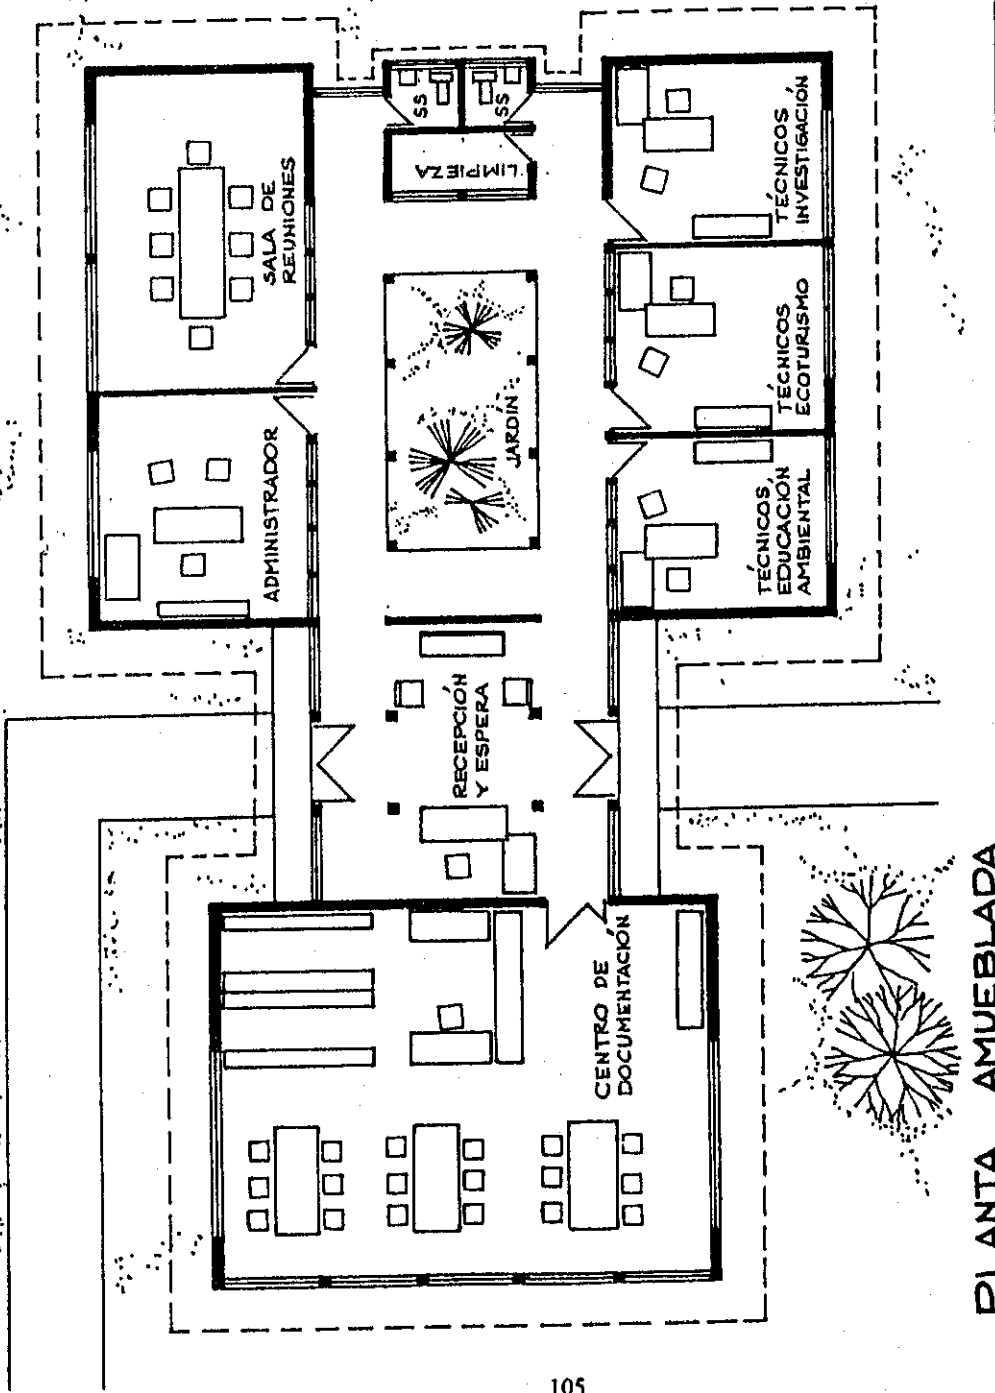 SALA DE
REUNIONES
SS
SS
LIMPIEZA
TÉCNICOS,
INVESTIGACIÓN
ADMINISTRADOR
JARDÍN
TÉCNICOS
ECOTURISMO
TÉCNICOS,
EDUCACIÓN
AMBIENTAL
RECEPCIÓN
Y ESPERA
CENTRO DE
DOCUMENTACIÓN
PLANTA AMUEBLADA
105